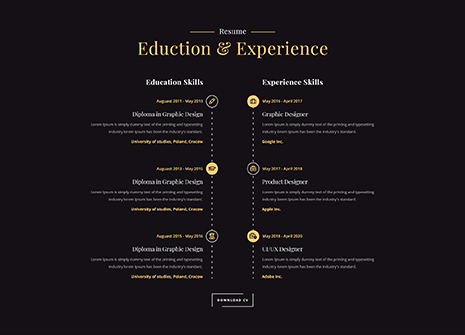 Resume
Eduction & Experience
Education Skills
August 2011 - May 2013
Diploma in Graphic Design
Lorem Ipsum is simply dummy text of the printing and typesetting
industry lorem Ipsum has been the industry's standard.
University of studies, Poland, Cracow
August 2013 - May 2015
Diploma in Graphic Design
Lorem Ipsum is simply dummy text of the printing and typesetting
industry lorem Ipsum has been the industry's standard.
University of studies, Poland, Cracow
August 2015 - May 2016
Diploma in Graphic Design
Lorem Ipsum is simply dummy text of the printing and typesetting
industry lorem Ipsum has been the industry's standard.
University of studies, Poland, Cracow
Experience Skills
May 2016 - April 2017
Graphic Designer
Lorem Ipsum is simply dummy text of the printing and typesetting
industry lorem Ipsum has been the industry's standard.
Google Inc.
May 2017 - April 2018
Product Designer
Lorem Ipsum is simply dummy text of the printing and typesetting
industry lorem Ipsum has been the industry's standard.
Apple Inc.
May 2018 - April 2020
UI/UX Designer
Lorem Ipsum is simply dummy text of the printing and typesetting
industry lorem Ipsum has been the industry's standard.
Adobe Inc.
DOWNLOAD CV